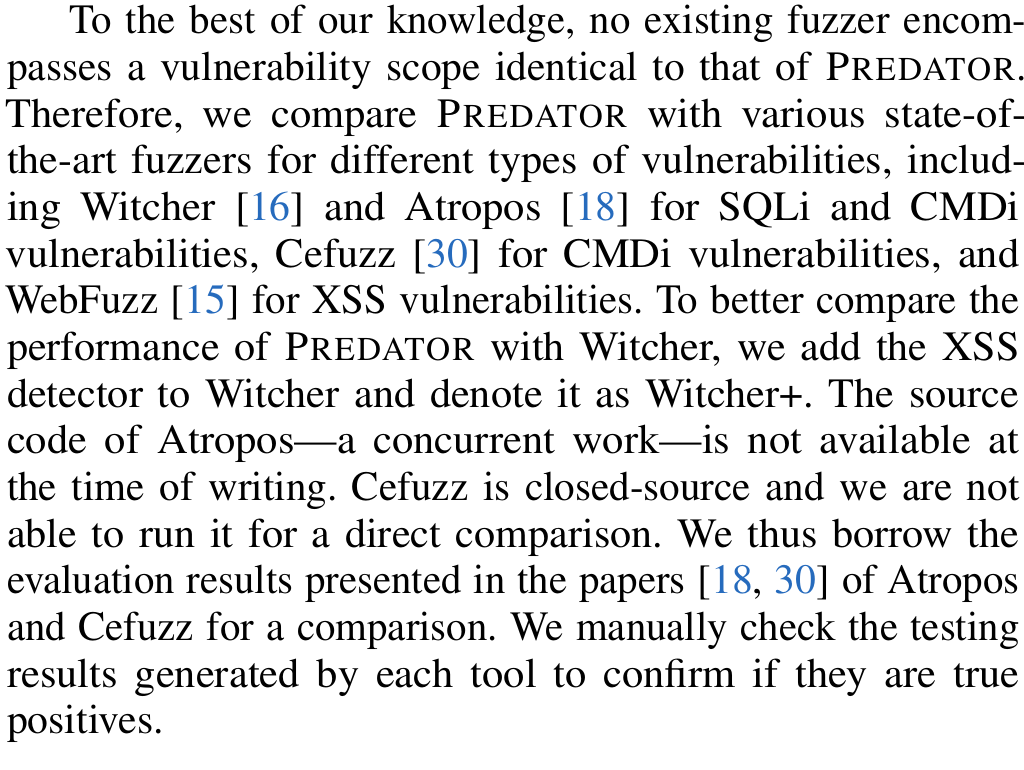 To the best of our knowledge, no existing fuzzer encom-
passes a vulnerability scope identical to that of PREDATOR.
Therefore, we compare PREDATOR with various state-of-
the-art fuzzers for different types of vulnerabilities, includ-
ing Witcher [16] and Atropos [18] for SQLi and CMDi
vulnerabilities, Cefuzz [30] for CMDi vulnerabilities, and
WebFuzz [15] for XSS vulnerabilities. To better compare the
performance of PREDATOR with Witcher, we add the XSS
detector to Witcher and denote it as Witcher+. The source
code of Atropos—a concurrent work—is not available at
the time of writing. Cefuzz is closed-source and we are not
able to run it for a direct comparison. We thus borrow the
evaluation results presented in the papers [18, 30] of Atropos
and Cefuzz for a comparison. We manually check the testing
results generated by each tool to confirm if they are true
positives.